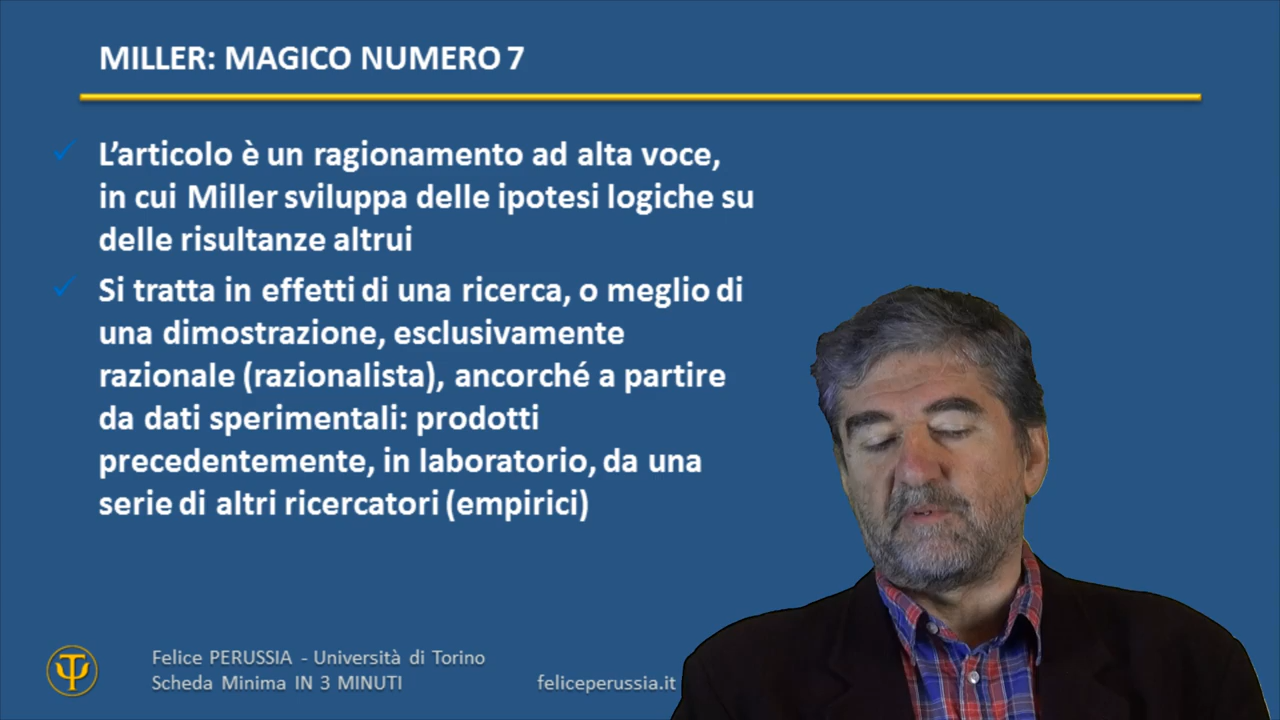 MILLER: MAGICO NUMERO 7
L’articolo è un ragionamento ad alta voce,
in cui Miller sviluppa delle ipotesi logiche su
delle risultanze altrui
Si tratta in effetti di una ricerca, o meglio di
una dimostrazione, esclusivamente
razionale (razionalista), ancorché a partire
da dati sperimentali: prodotti
precedentemente, in laboratorio, da una
serie di altri ricercatori (empirici)
Felice PERUSSIA - Università di Torino
Scheda Minima IN 3 MINUTI
feliceperussia.it